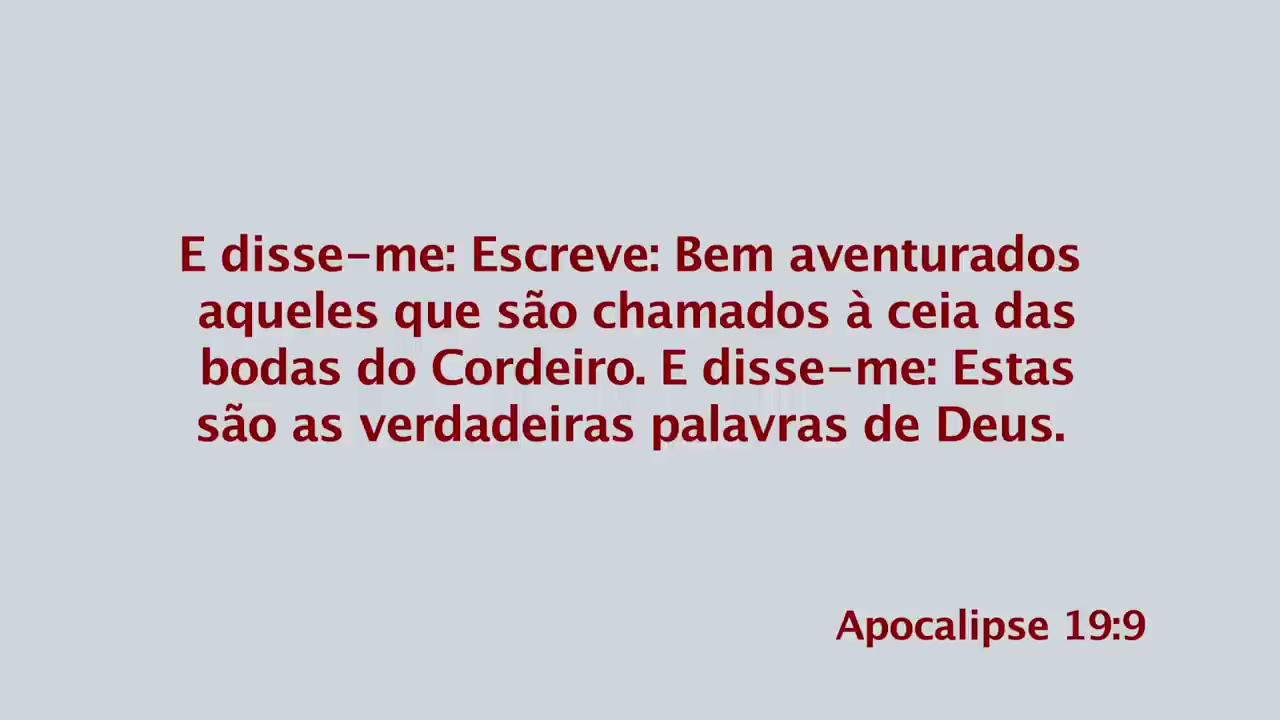 E disse-me: Escreve: Bem aventurados
aqueles que são chamados à ceia das
bodas do Cordeiro. E disse-me: Estas
são as verdadeiras palavras de Deus.
Apocalipse 19:9